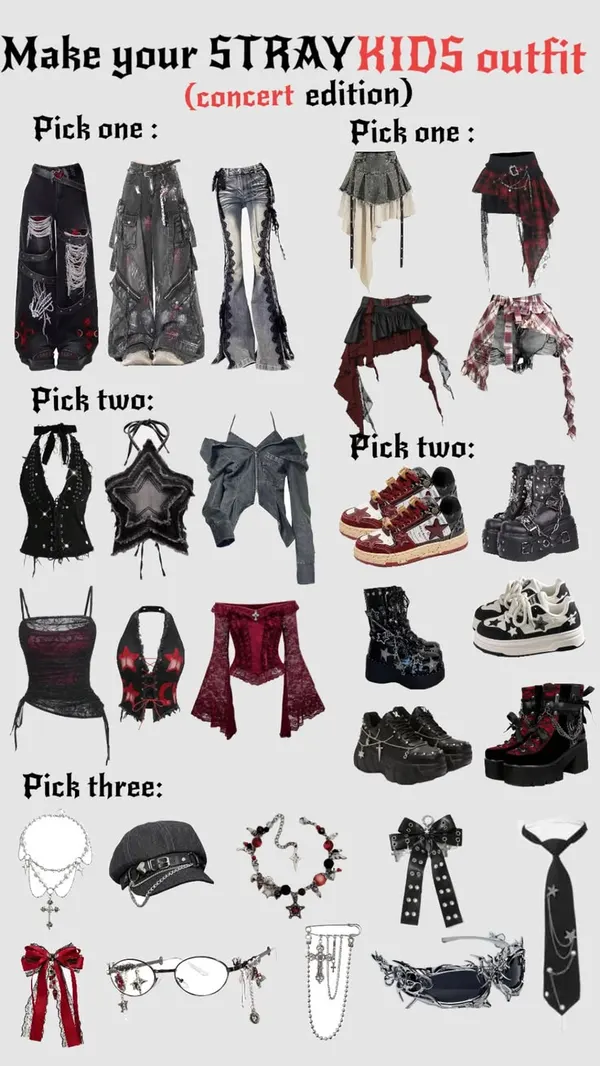 Make your STRAYKIDS outfit
(concert edition)
Pick one :
Pick one :
Pick two:
Pick two:
Pick three: